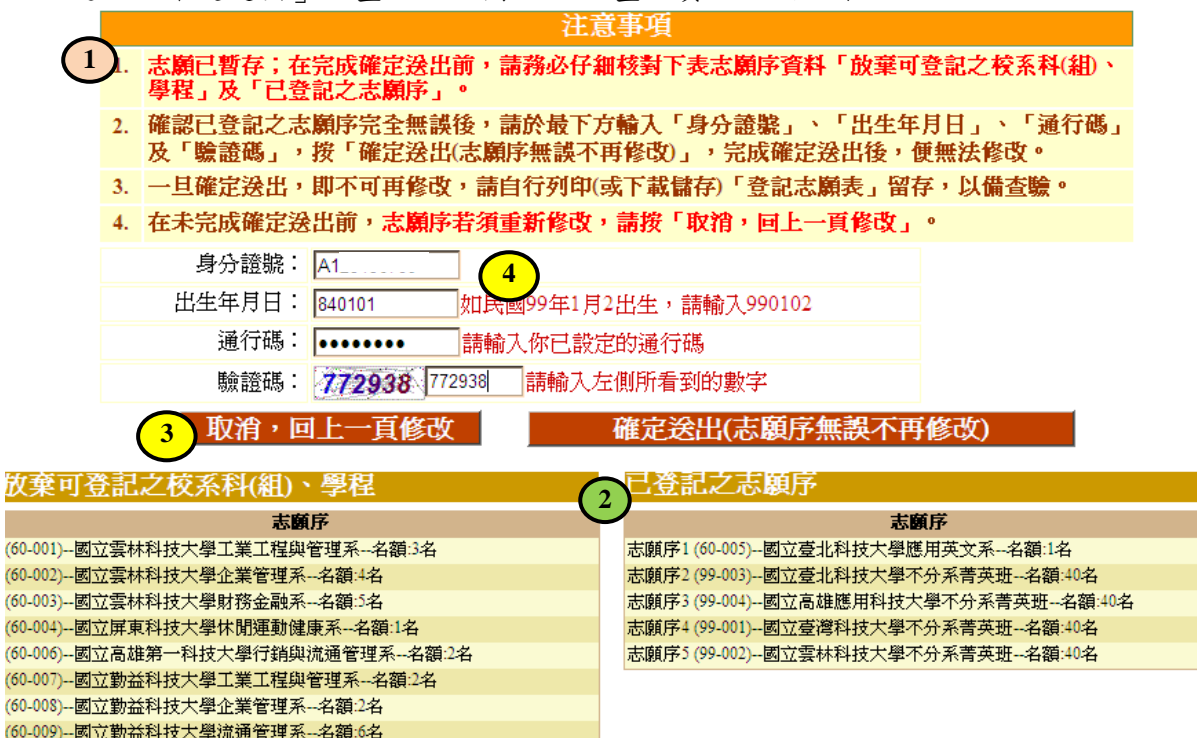 注意事項
1
1. 志願已暫存；在完成確定送出前，請務必仔細核對下表志願序資料「放棄可登記之校系科(組)、
學程」及「已登記之志願序」。
2. 確認已登記之志願序完全無誤後，請於最下方輸入「身分證號」、「出生年月日」、「通行碼」
及「驗證碼」，按「確定送出(志願序無誤不再修改)」，完成確定送出後，便無法修改。
3. 一旦確定送出，即不可再修改，請自行列印(或下載儲存)「登記志願表」留存，以備查驗。
4. 在未完成確定送出前，志願序若須重新修改，請按「取消，回上一頁修改」。
身分證號： A1
4
出生年月日： 840101 如民國99年1月2出生，請輸入990102
通行碼： •••••••• 請輸入你已設定的通行碼
驗證碼： 772938 772938 請輸入左側所看到的數字
3
取消，回上一頁修改 確定送出(志願序無誤不再修改)
放棄可登記之校系科(組)、學程
志願序
(60-001)--國立雲林科技大學工業工程與管理系--名額:3名
(60-002)--國立雲林科技大學企業管理系--名額:4名
(60-003)--國立雲林科技大學財務金融系--名額:5名
(60-004)--國立屏東科技大學休閒運動健康系--名額:1名
(60-006)--國立高雄第一科技大學行銷與流通管理系--名額:2名
(60-007)--國立勤益科技大學工業工程與管理系--名額:2名
(60-008)--國立勤益科技大學企業管理系--名額:2名
(60-009)--國立勤益科技大學流通管理系--名額:6名
2
已登記之志願序
志願序
志願序1 (60-005)--國立臺北科技大學應用英文系--名額:1名
志願序2 (99-003)--國立臺北科技大學不分系菁英班--名額:40名
志願序3 (99-004)--國立高雄應用科技大學不分系菁英班--名額:40名
志願序4 (99-001)--國立臺灣科技大學不分系菁英班--名額:40名
志願序5 (99-002)--國立雲林科技大學不分系菁英班--名額:40名